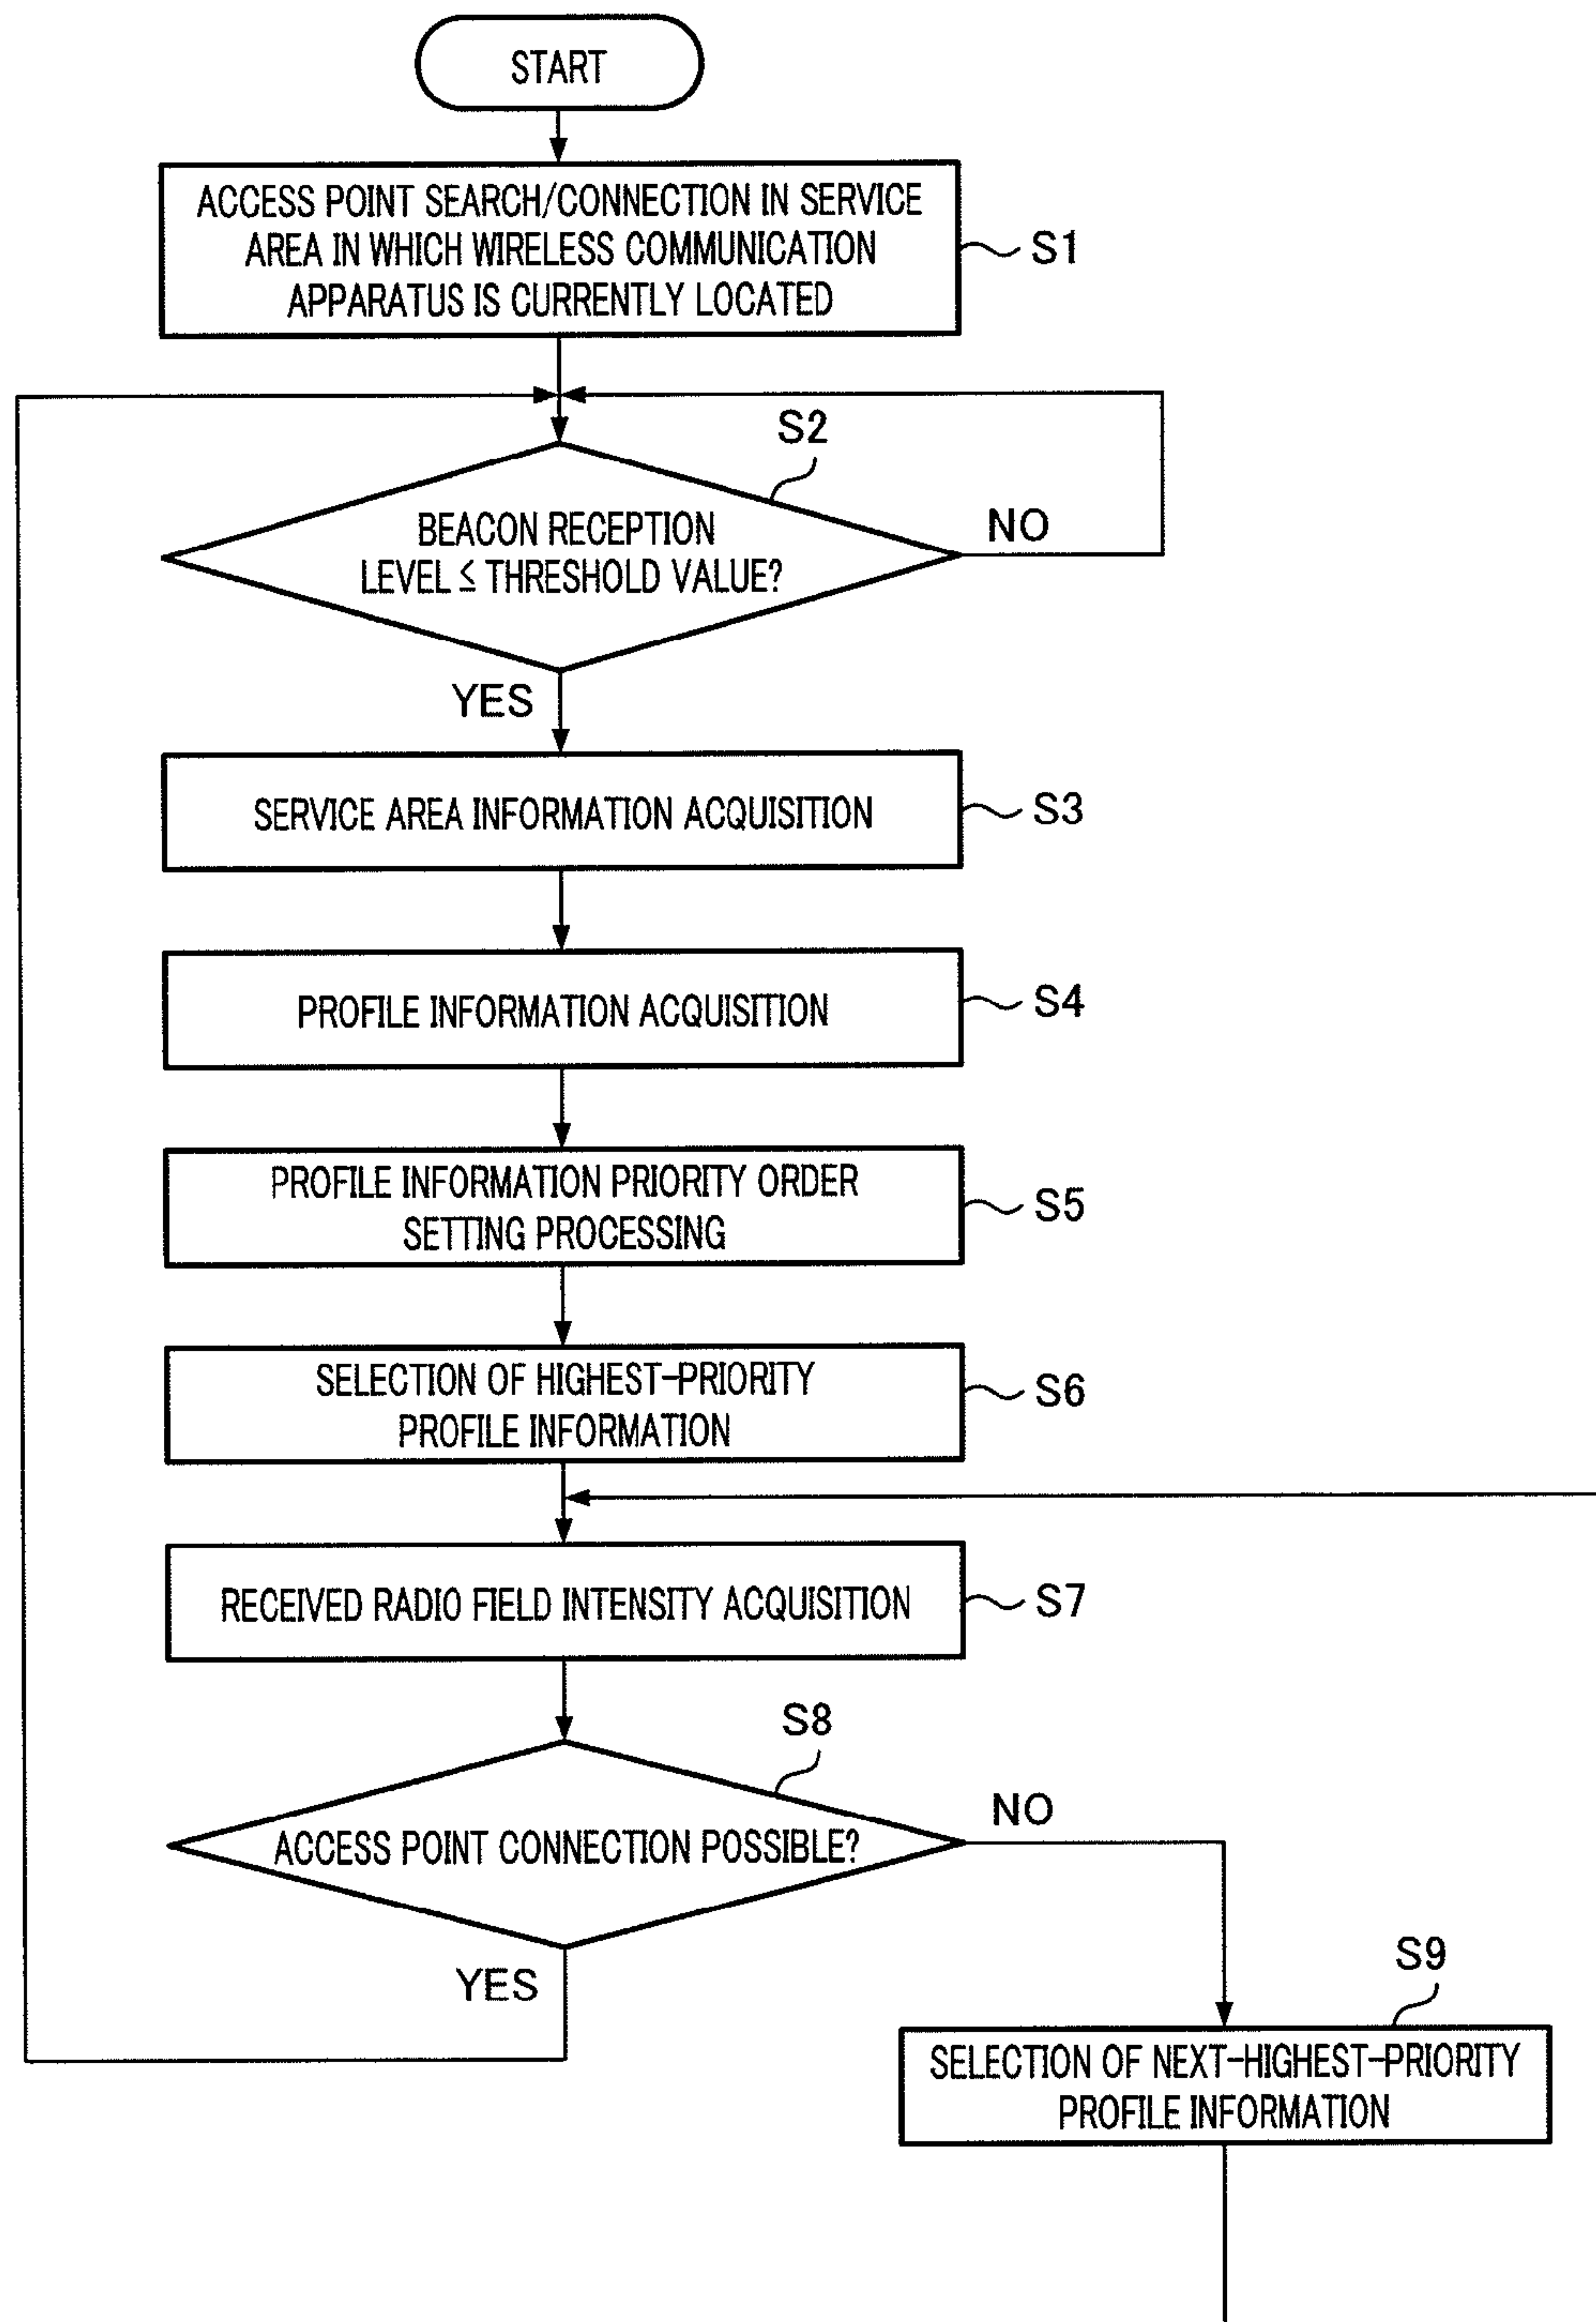 START
ACCESS POINT SEARCH/CONNECTION IN SERVICE
AREA IN WHICH WIRELESS COMMUNICATION
APPARATUS IS CURRENTLY LOCATED
S1
S2
BEACON RECEPTION
LEVEL ≤ THRESHOLD VALUE?
NO
YES
SERVICE AREA INFORMATION ACQUISITION
S3
PROFILE INFORMATION ACQUISITION
S4
PROFILE INFORMATION PRIORITY ORDER
SETTING PROCESSING
S5
SELECTION OF HIGHEST-PRIORITY
PROFILE INFORMATION
S6
RECEIVED RADIO FIELD INTENSITY ACQUISITION
S7
S8
ACCESS POINT CONNECTION POSSIBLE?
NO
YES
S9
SELECTION OF NEXT-HIGHEST-PRIORITY
PROFILE INFORMATION